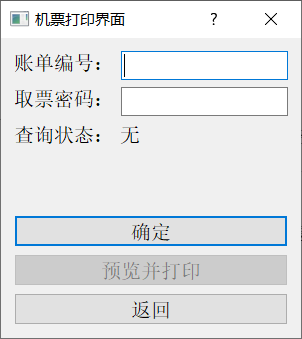 机票打印界面
账单编号：
取票密码：
查询状态： 无
确定
预览并打印
返回